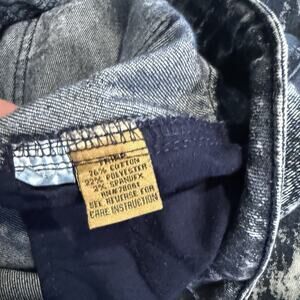 76% COTTON
22% POLYESTER
2% SPANDEX
SEE REVERSE FOR
CARE INSTRUCTION